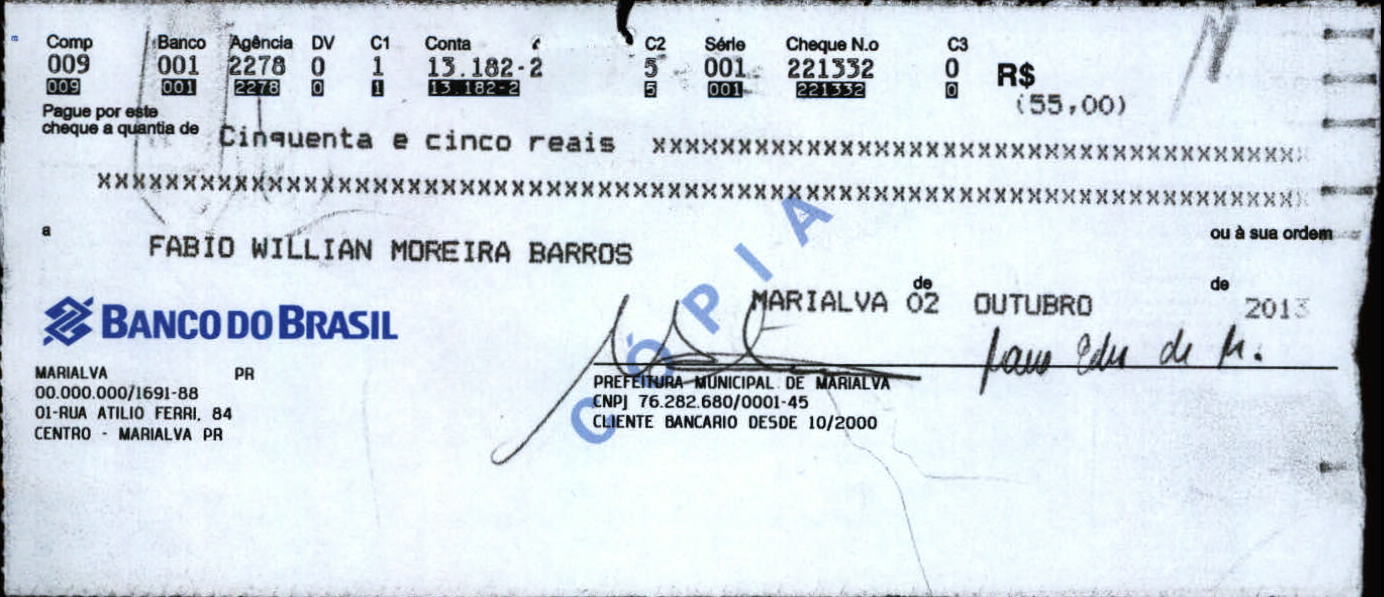 Comp Banco Agência DV C1 Conta C2 Série Cheque N.o C3
009 001 2278 0 1 13.182-2 5 001 221332 0 R$
009 001 2278 0 1 13.182-2 5 001 221332 0 (55,00)
Pague por este
cheque a quantia de Cinquenta e cinco reais xxxxxxxxxxxxxxxxxxxxxxxxxxxxxxxxxxxxxxxxxxxxxxx
xxxxxxxxxxxxxxxxxxxxxxxxxxxxxxxxxxxxxxxxxxxxxxxxxxxxxxxxxxxxxxxxxxxxxxxxxxxxxx
a FABIO WILLIAN MOREIRA BARROS ou à sua ordem
MARIALVA de 02 OUTUBRO de 2013
CÓPIA
BANCO DO BRASIL
MARIALVA PR
00.000.000/1691-88
01-RUA ATILIO FERRI, 84
CENTRO - MARIALVA PR
PREFEITURA MUNICIPAL DE MARIALVA
CNPJ 76.282.680/0001-45
CLIENTE BANCARIO DESDE 10/2000